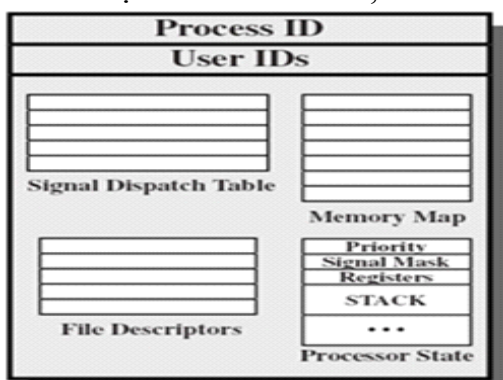 Process ID
User IDs
Signal Dispatch Table
Memory Map
File Descriptors
Priority
Signal Mask
Registers
STACK
•••
Processor State